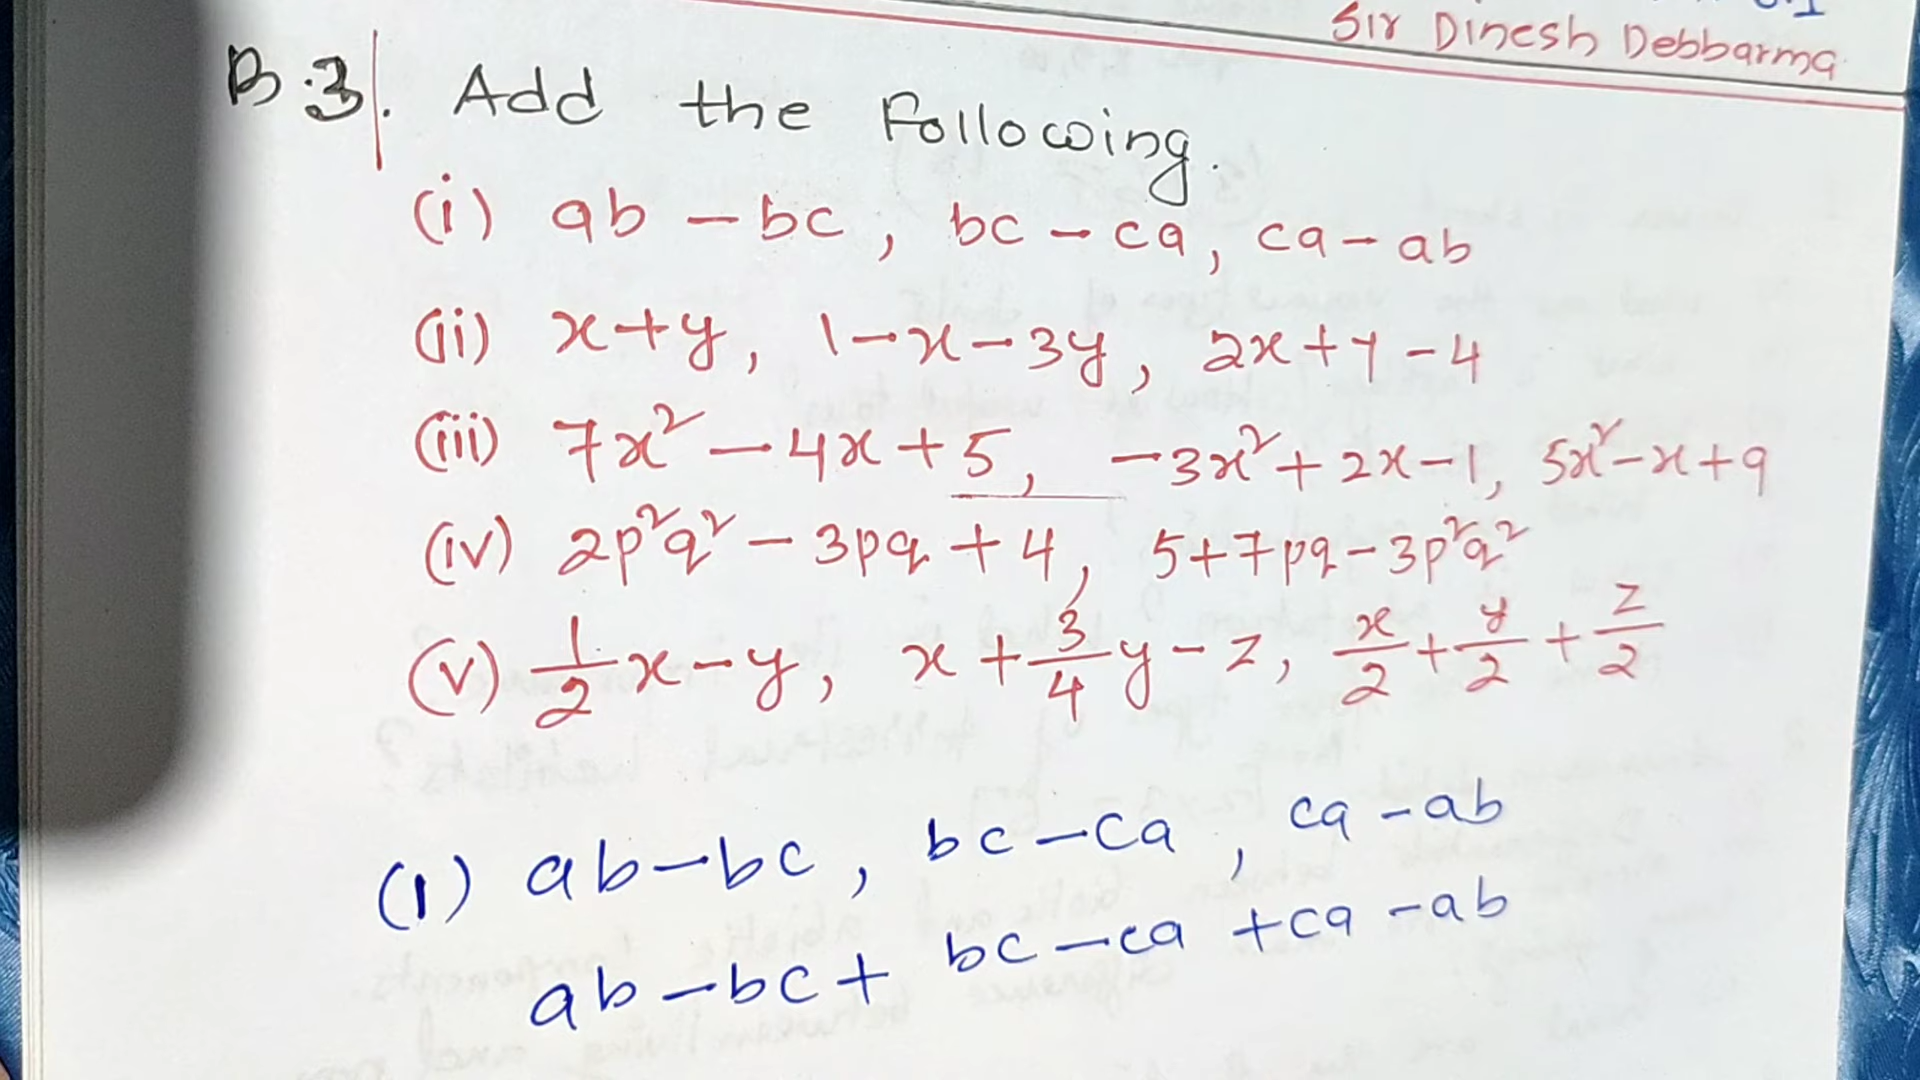 Sir Dinesh Debbarma
B.3. Add the Following.
(i) ab - bc, bc - ca, ca - ab
(ii) x+y, 1-x-3y, 2x+y-4
(iii) 7x² - 4x + 5, -3x² + 2x - 1, 5x² - x + 9
(iv) 2p²q² - 3pq + 4, 5+7pq-3p²q²
(v) 1/2 x - y, x + 3/4 y - z, x/2 + y/2 + z/2
(1) ab - bc, bc - ca, ca - ab
ab - bc + bc - ca + ca - ab